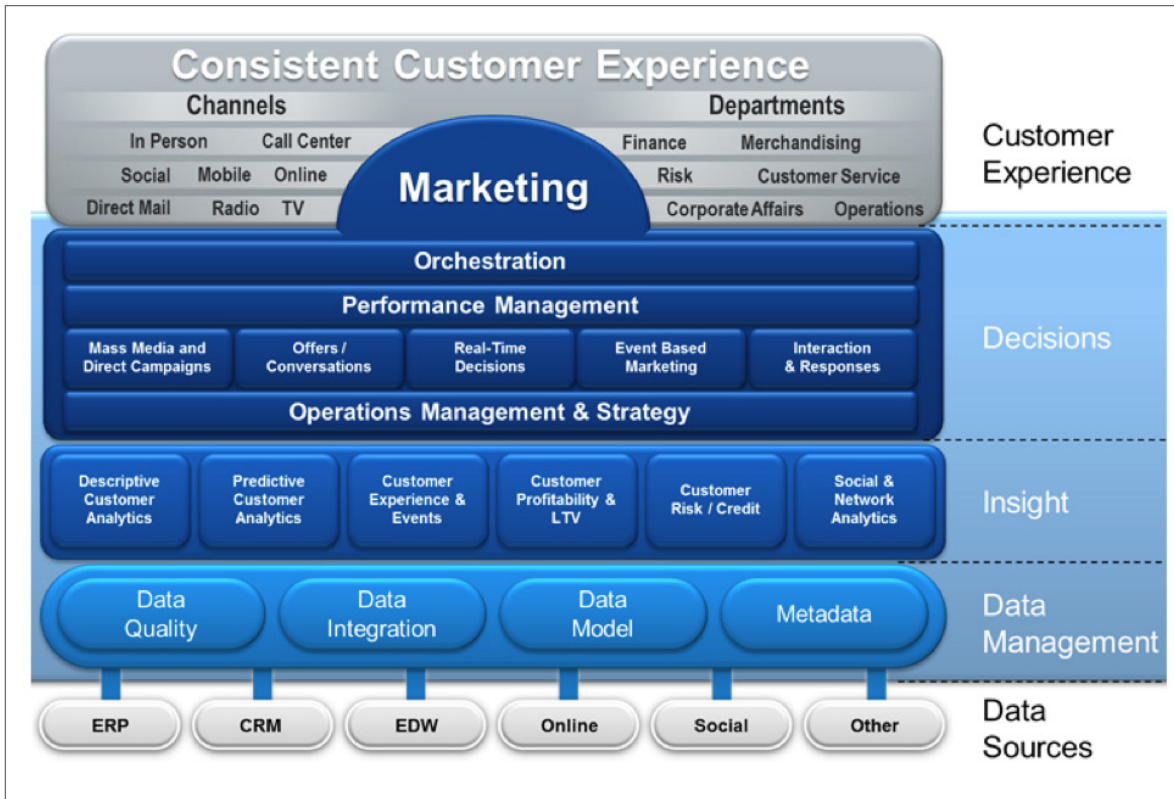 Consistent Customer Experience
Channels
Departments
In Person
Call Center
Finance
Merchandising
Social
Mobile
Online
Risk
Customer Service
Direct Mail
Radio
TV
Corporate Affairs
Operations
Marketing
Customer
Experience
Orchestration
Performance Management
Mass Media and
Direct Campaigns
Offers /
Conversations
Real-Time
Decisions
Event Based
Marketing
Interaction
& Responses
Operations Management & Strategy
Decisions
Descriptive
Customer
Analytics
Predictive
Customer
Analytics
Customer
Experience &
Events
Customer
Profitability &
LTV
Customer
Risk / Credit
Social &
Network
Analytics
Insight
Data
Quality
Data
Integration
Data
Model
Metadata
Data
Management
ERP
CRM
EDW
Online
Social
Other
Data
Sources